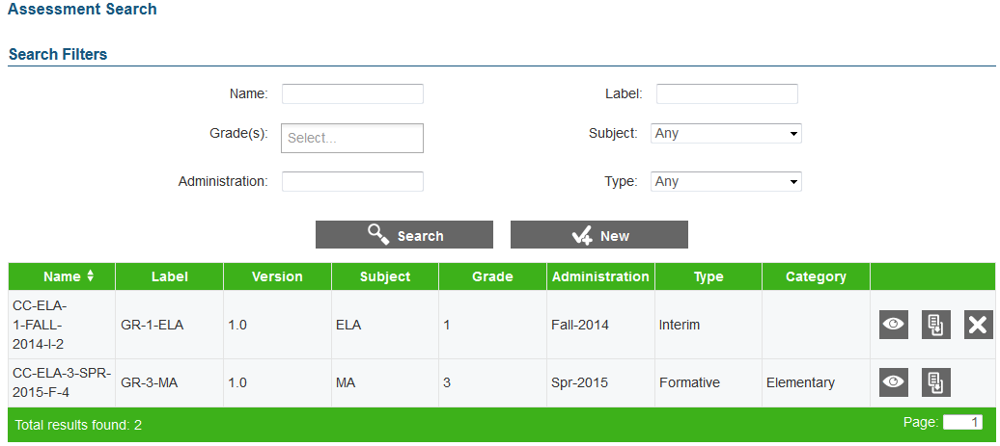 Assessment Search
Search Filters
Name:
Label:
Grade(s): Select...
Subject: Any
Administration:
Type: Any
Search
New
Name Label Version Subject Grade Administration Type Category
CC-ELA-
1-FALL-
2014-I-2
GR-1-ELA 1.0 ELA 1 Fall-2014 Interim
CC-ELA-3-SPR-
2015-F-4
GR-3-MA 1.0 MA 3 Spr-2015 Formative Elementary
Total results found: 2
Page: 1